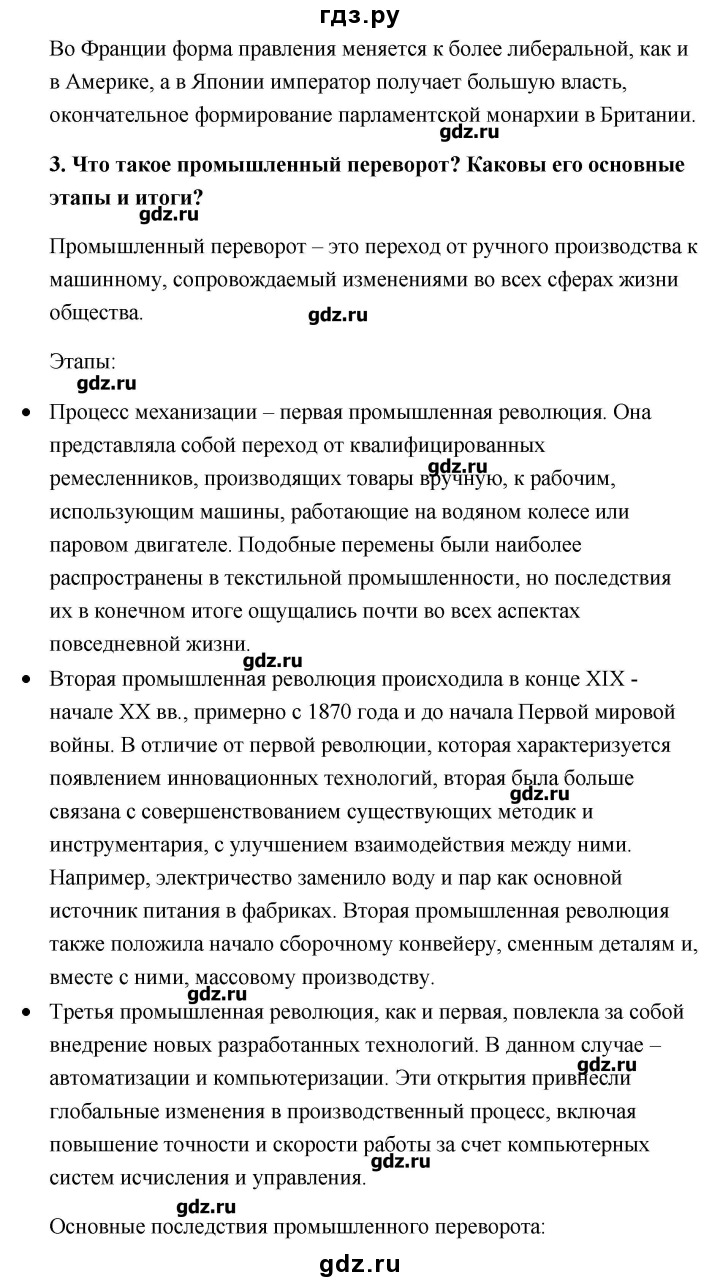 гдз.ру
Во Франции форма правления меняется к более либеральной, как и
в Америке, а в Японии император получает большую власть,
окончательное формирование парламентской монархии в Британии.
gdz.ru
3. Что такое промышленный переворот? Каковы его основные
этапы и итоги?
gdz.ru
Промышленный переворот – это переход от ручного производства к
машинному, сопровождаемый изменениями во всех сферах жизни
общества.
gdz.ru
Этапы:
gdz.ru
• Процесс механизации – первая промышленная революция. Она
представляла собой переход от квалифицированных
gdz.ru
ремесленников, производящих товары вручную, к рабочим,
использующим машины, работающие на водяном колесе или
паровом двигателе. Подобные перемены были наиболее
распространены в текстильной промышленности, но последствия
их в конечном итоге ощущались почти во всех аспектах
повседневной жизни.
gdz.ru
• Вторая промышленная революция происходила в конце XIX -
начале XX вв., примерно с 1870 года и до начала Первой мировой
войны. В отличие от первой революции, которая характеризуется
появлением инновационных технологий, вторая была больше
gdz.ru
связана с совершенствованием существующих методик и
инструментария, с улучшением взаимодействия между ними.
Например, электричество заменило воду и пар как основной
источник питания в фабриках. Вторая промышленная революция
также положила начало сборочному конвейеру, сменным деталям и,
вместе с ними, массовому производству.
gdz.ru
• Третья промышленная революция, как и первая, повлекла за собой
внедрение новых разработанных технологий. В данном случае –
gdz.ru
автоматизации и компьютеризации. Эти открытия привнесли
глобальные изменения в производственный процесс, включая
повышение точности и скорости работы за счет компьютерных
gdz.ru
систем исчисления и управления.
gdz.ru
Основные последствия промышленного переворота:
gdz.ru